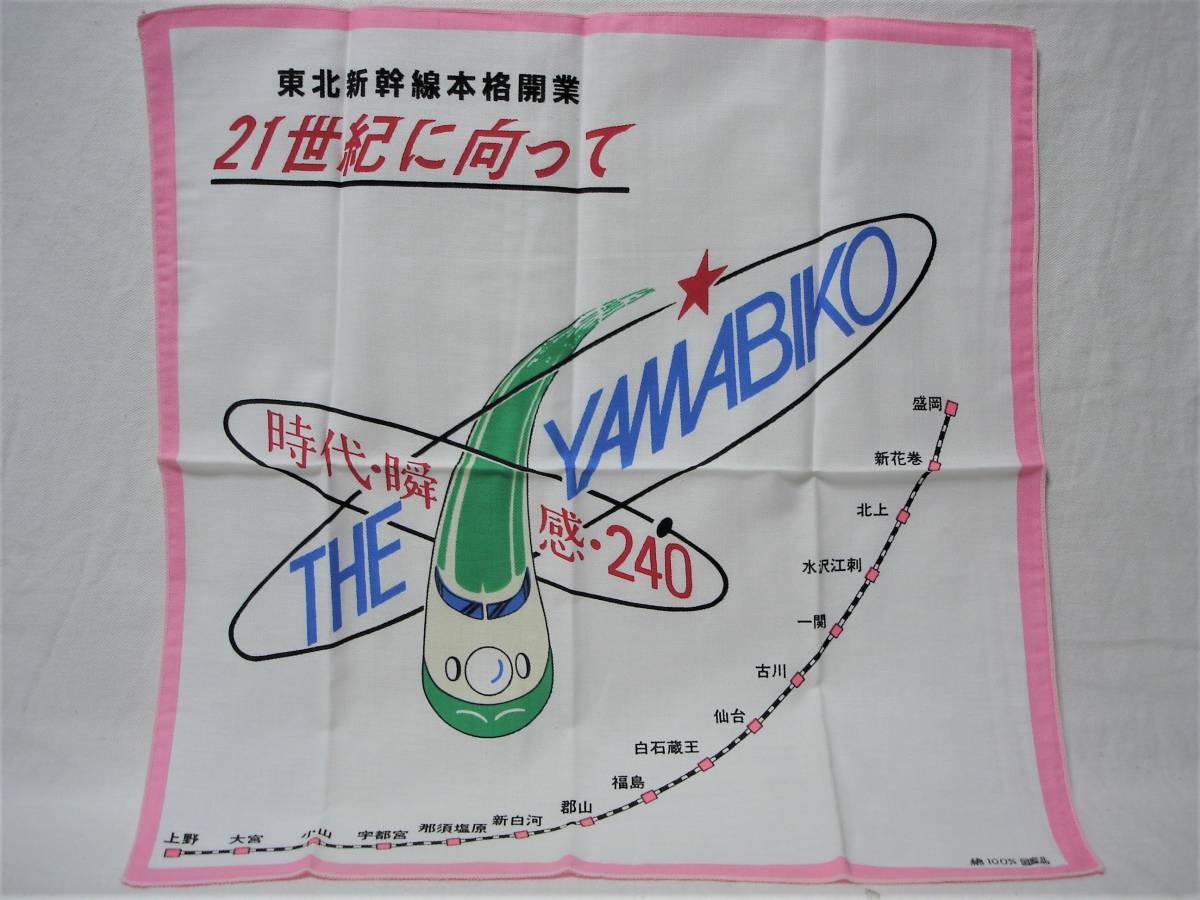 東北新幹線本格開業
21世紀に向って
YAMABIKO
時代・瞬
THE
感・240
盛岡
新花巻
北上
水沢江刺
一関
古川
仙台
白石蔵王
福島
郡山
新白河
那須塩原
宇都宮
小山
大宮
上野
綿100%